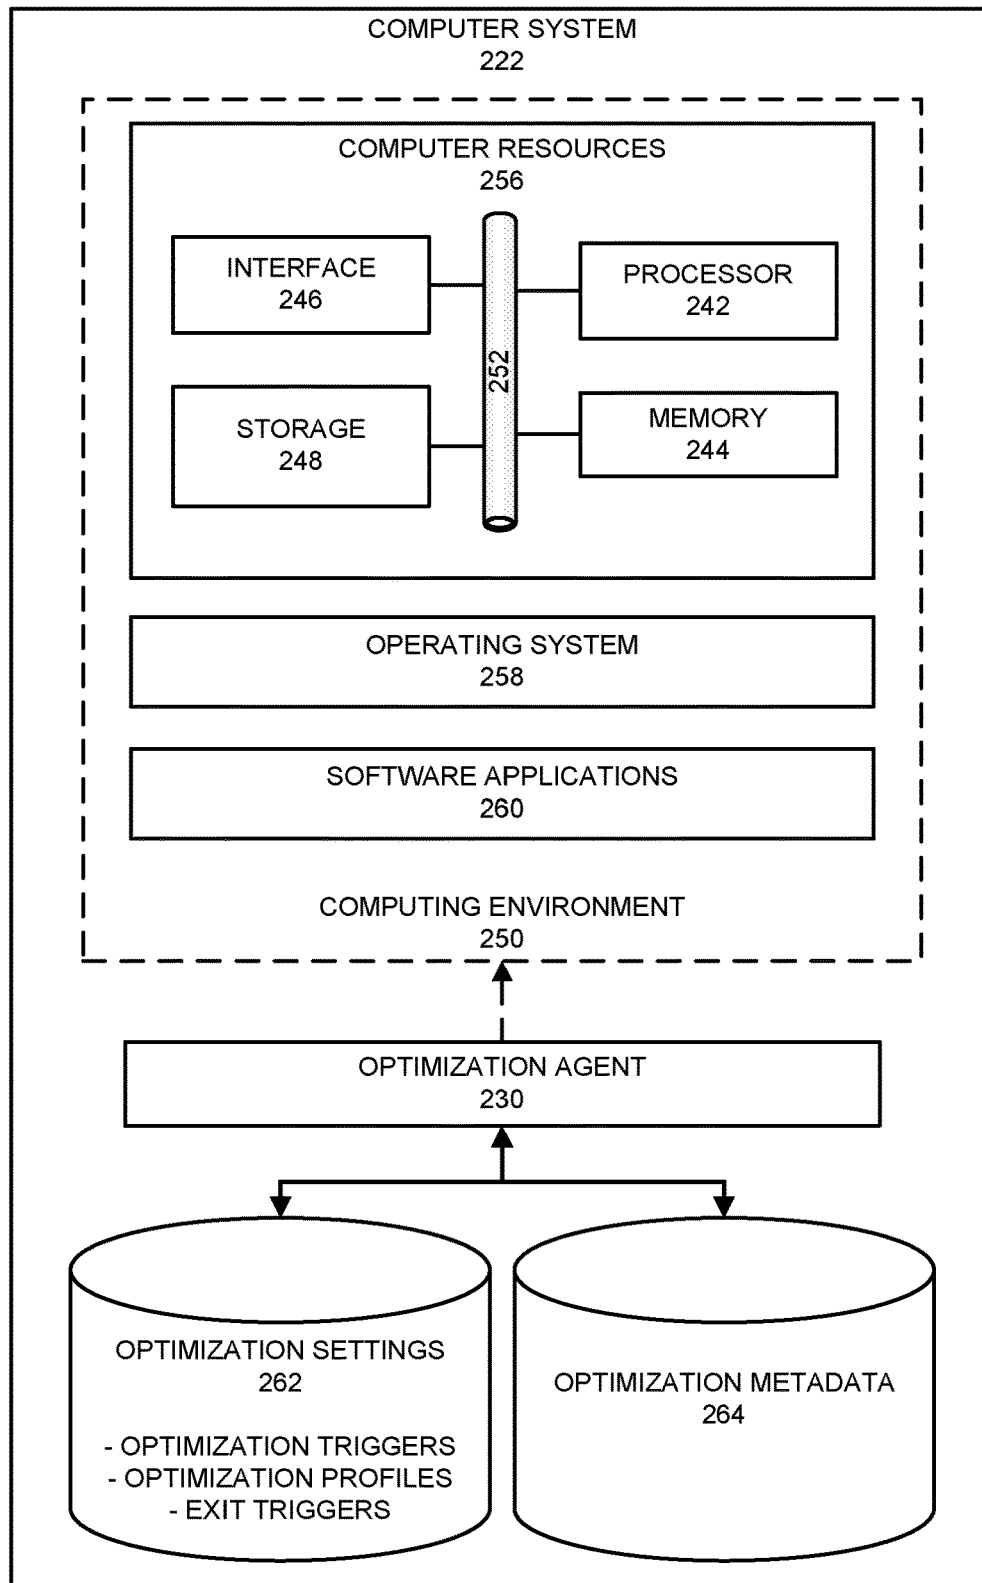 COMPUTER SYSTEM
222
COMPUTER RESOURCES
256
INTERFACE
246
PROCESSOR
242
252
STORAGE
248
MEMORY
244
OPERATING SYSTEM
258
SOFTWARE APPLICATIONS
260
COMPUTING ENVIRONMENT
250
OPTIMIZATION AGENT
230
OPTIMIZATION SETTINGS
262
- OPTIMIZATION TRIGGERS
- OPTIMIZATION PROFILES
- EXIT TRIGGERS
OPTIMIZATION METADATA
264